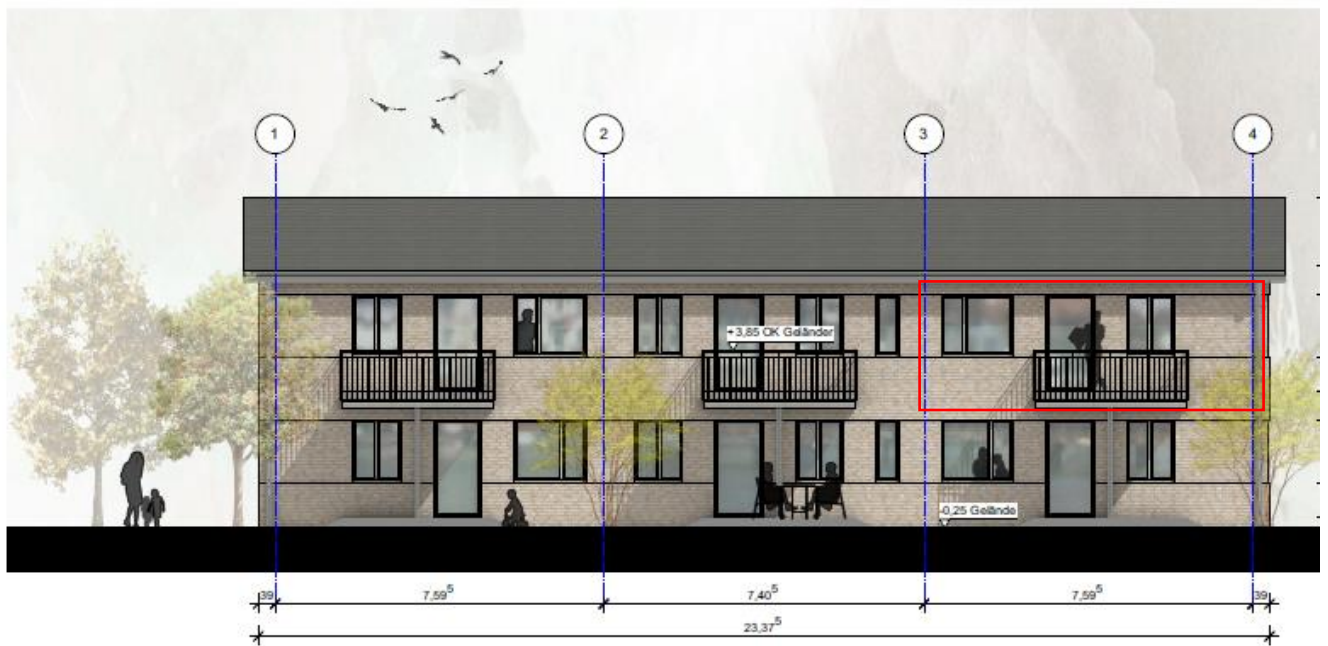 1 2 3 4
+3,85 OK Geländer
-0,25 Gelände
39 7,59⁵ 7,40⁵ 7,59⁵ 39
23,37⁵